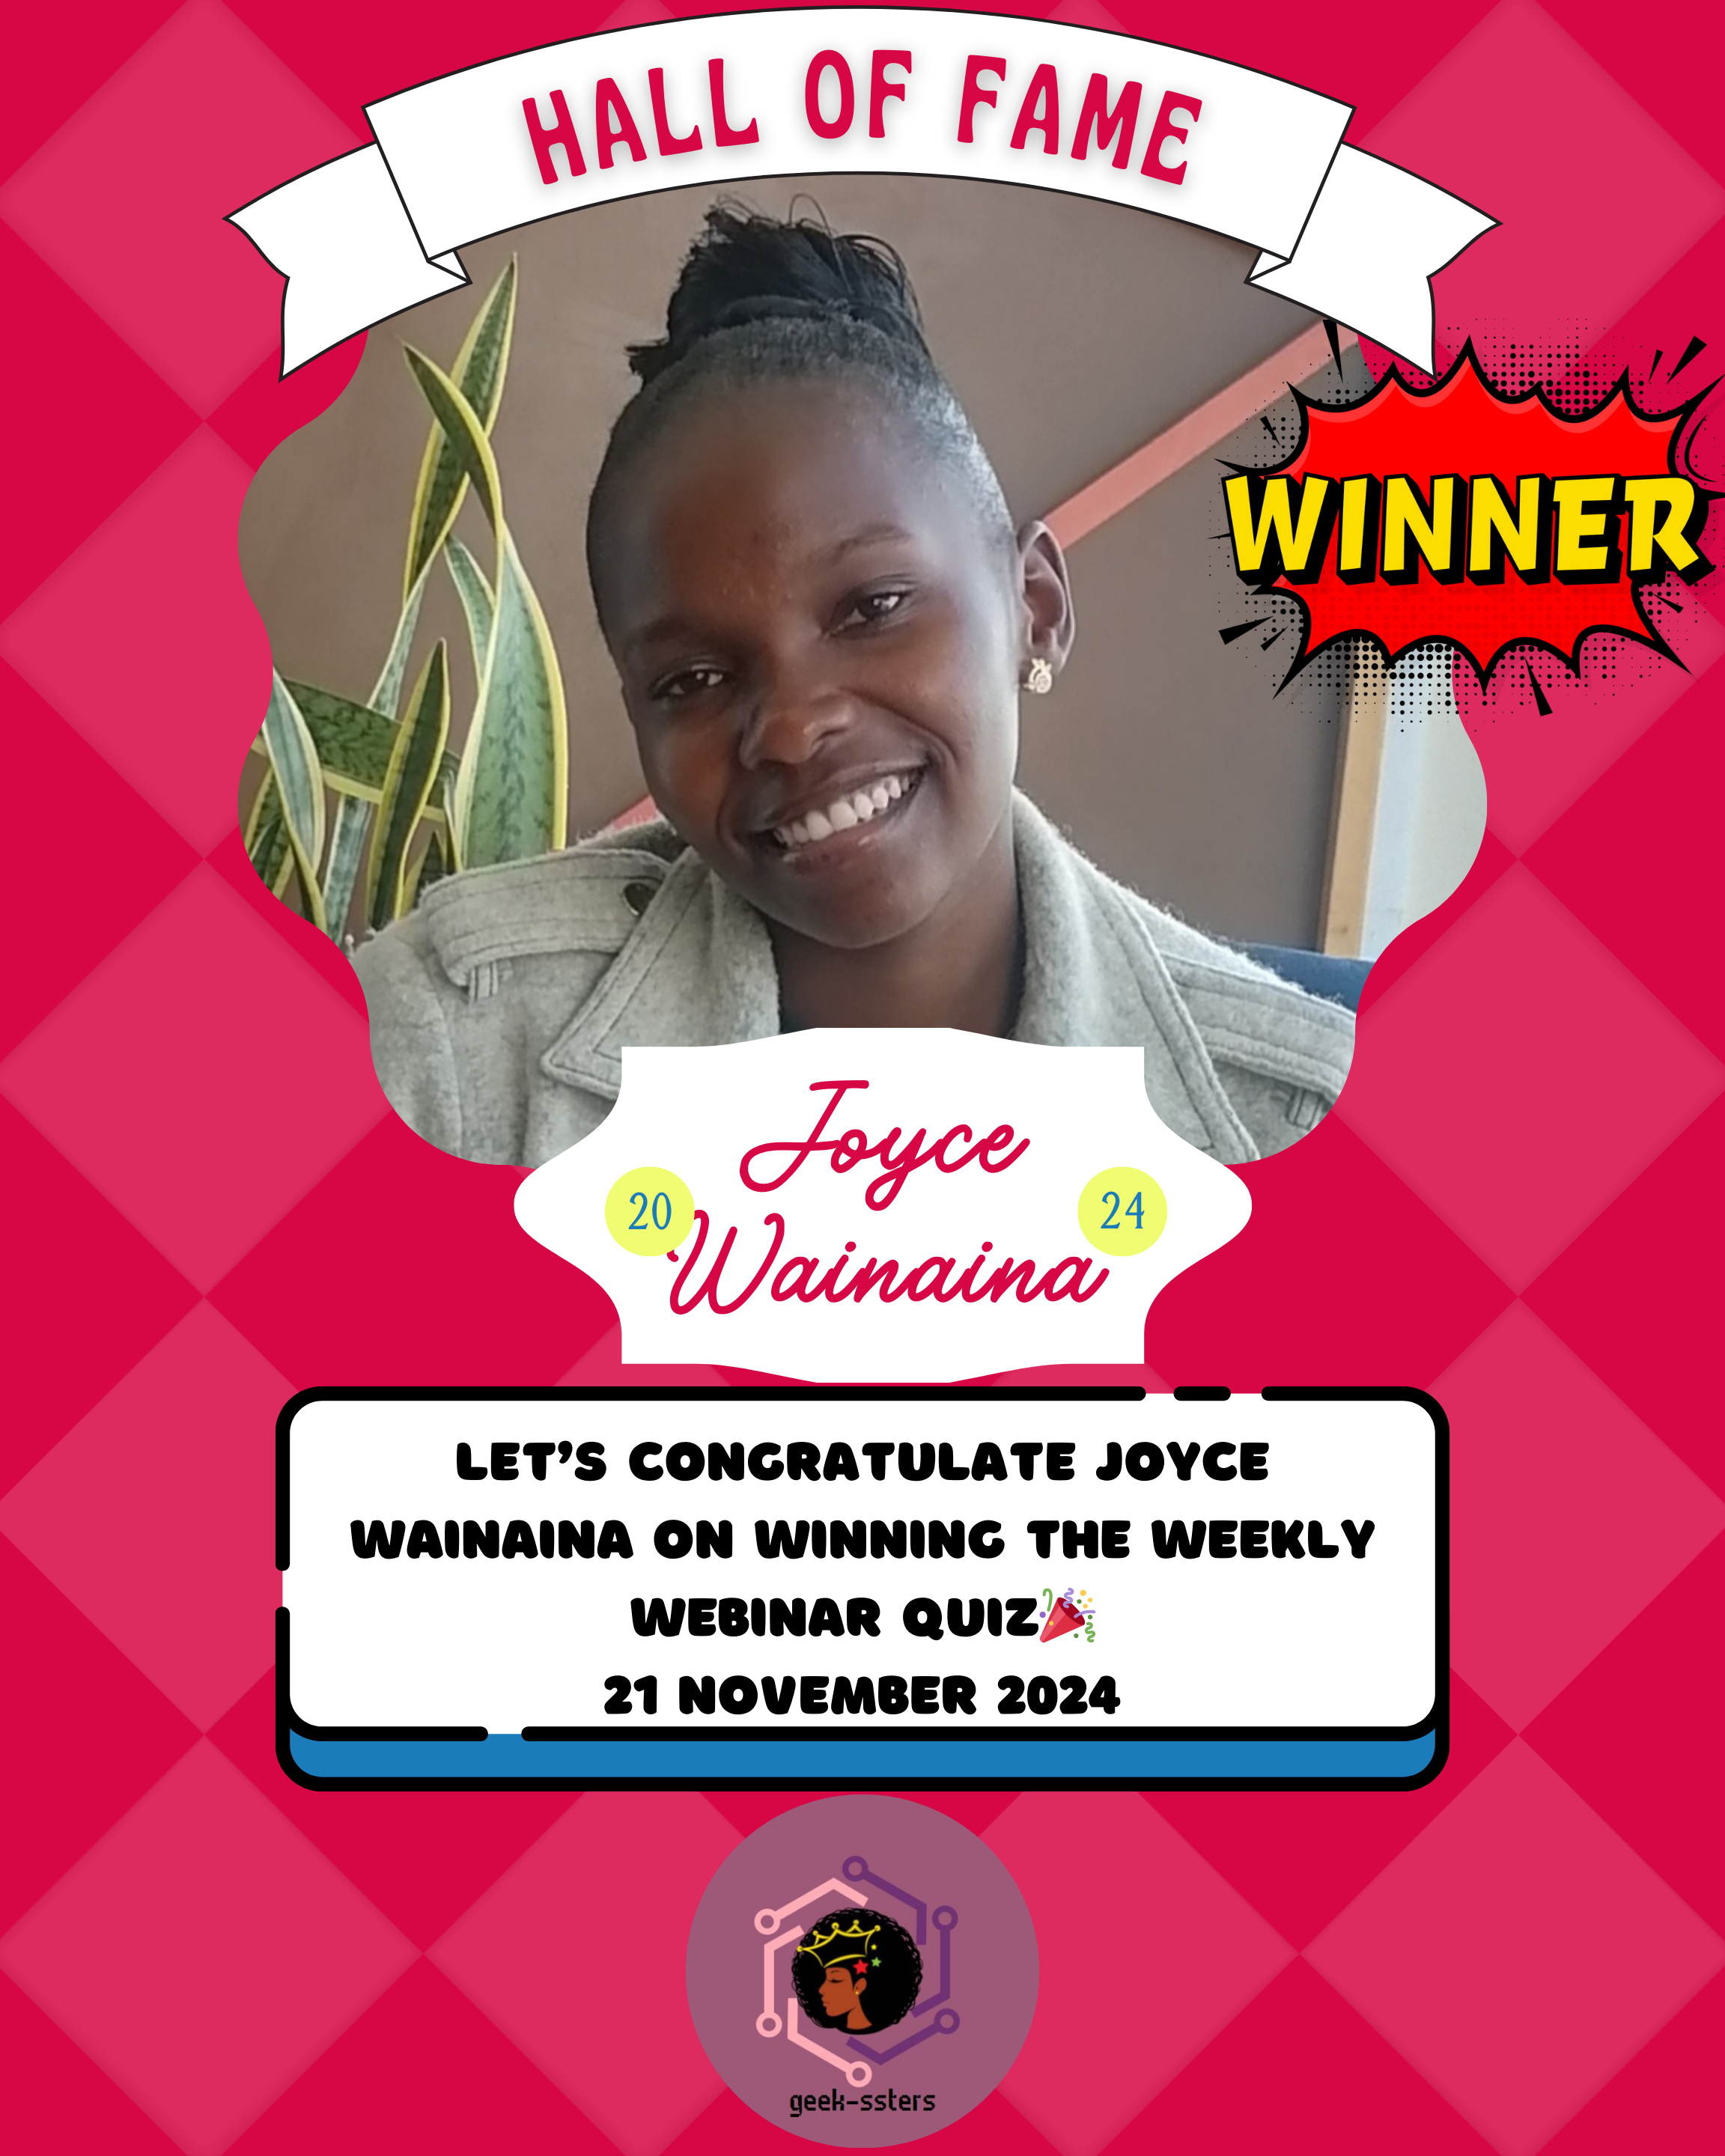 HALL OF FAME
WINNER
Joyce
20
24
Wainaina
LET'S CONGRATULATE JOYCE
WAINAINA ON WINNING THE WEEKLY
WEBINAR QUIZ🎉
21 NOVEMBER 2024
geek-ssters